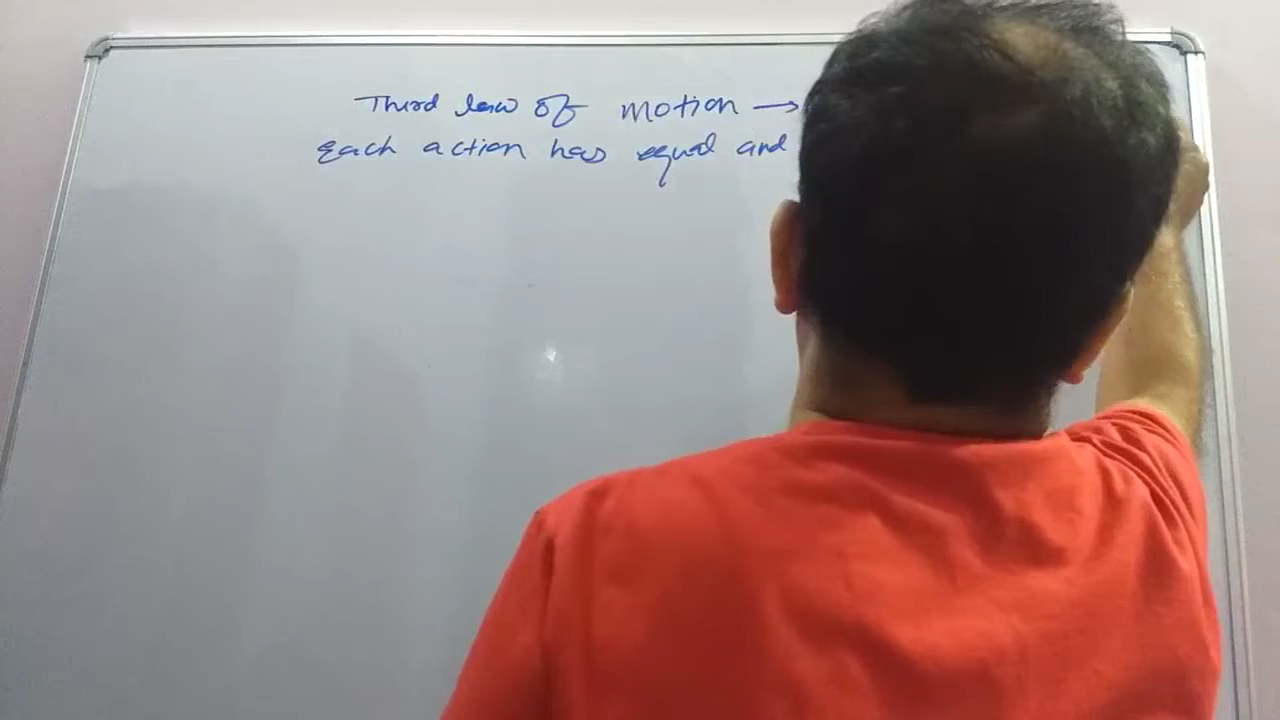 Third law of motion →
each action has equal and